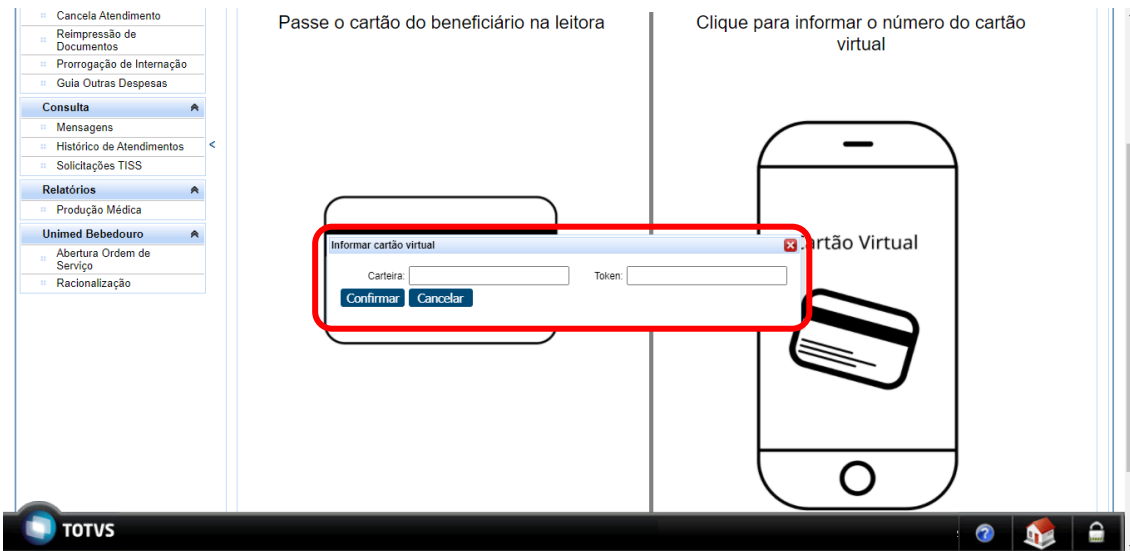 Cancela Atendimento
Reimpressão de
Documentos
Prorrogação de Internação
Guia Outras Despesas
Consulta
Mensagens
Histórico de Atendimentos
Solicitações TISS
Relatórios
Produção Médica
Unimed Bebedouro
Abertura Ordem de
Serviço
Racionalização
<
Passe o cartão do beneficiário na leitora
Clique para informar o número do cartão
virtual
Informar cartão virtual
Carteira:
Token:
Confirmar Cancelar
artão Virtual
TOTVS